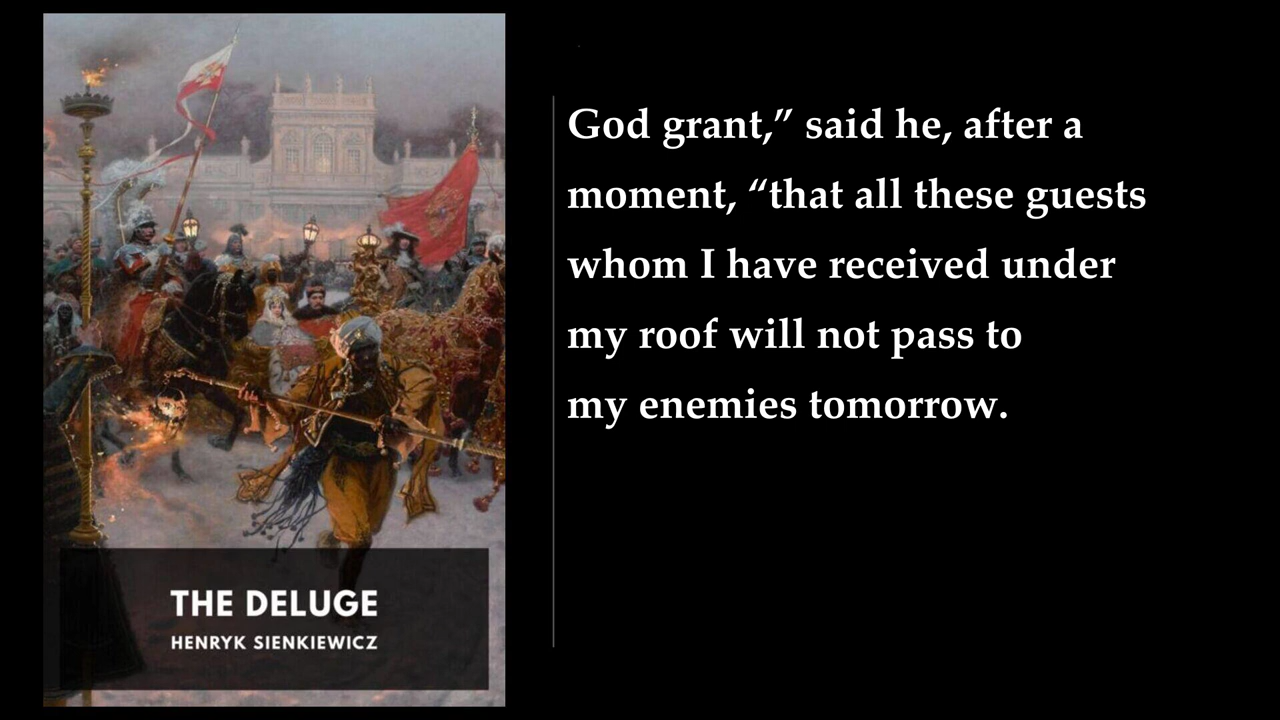 God grant,” said he, after a
moment, “that all these guests
whom I have received under
my roof will not pass to
my enemies tomorrow.
THE DELUGE
HENRYK SIENKIEWICZ